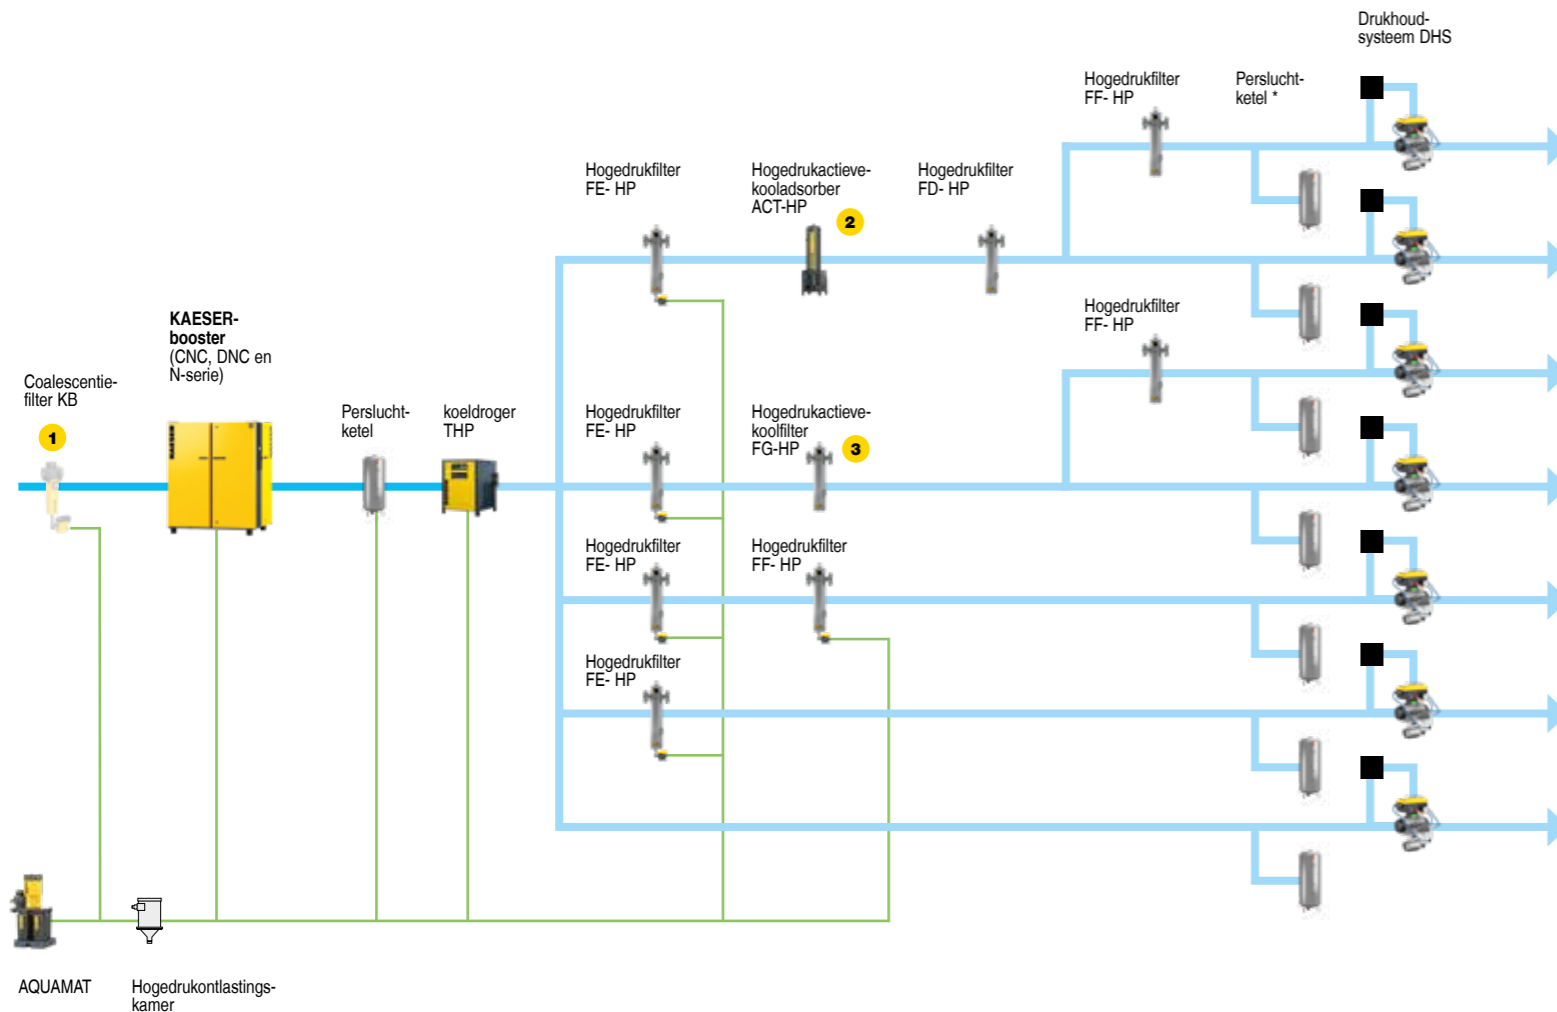 Drukhoud-
systeem DHS
Hogedrukfilter
FF- HP
Perslucht-
ketel *
Hogedrukfilter
FE- HP
Hogedrukactieve-
kooladsorber
ACT-HP
2
Hogedrukfilter
FD- HP
Hogedrukfilter
FF- HP
KAESER-
booster
(CNC, DNC en
N-serie)
Coalescentie-
filter KB
1
Perslucht-
ketel
koeldroger
THP
Hogedrukfilter
FE- HP
Hogedrukactieve-
koolfilter
FG-HP
3
Hogedrukfilter
FE- HP
Hogedrukfilter
FF- HP
Hogedrukfilter
FE- HP
AQUAMAT
Hogedrukontlastings-
kamer